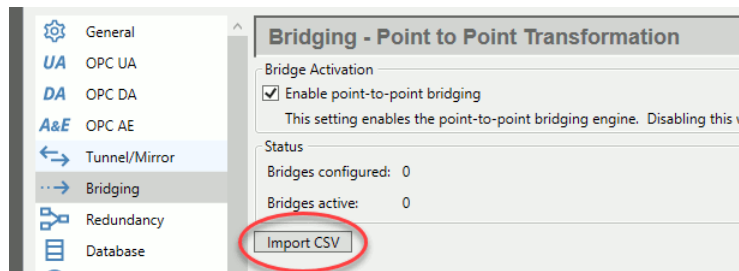 General
UA OPC UA
DA OPC DA
A&E OPC AE
Tunnel/Mirror
Bridging
Redundancy
Database
Bridging - Point to Point Transformation
Bridge Activation
Enable point-to-point bridging
This setting enables the point-to-point bridging engine. Disabling this
Status
Bridges configured: 0
Bridges active: 0
Import CSV